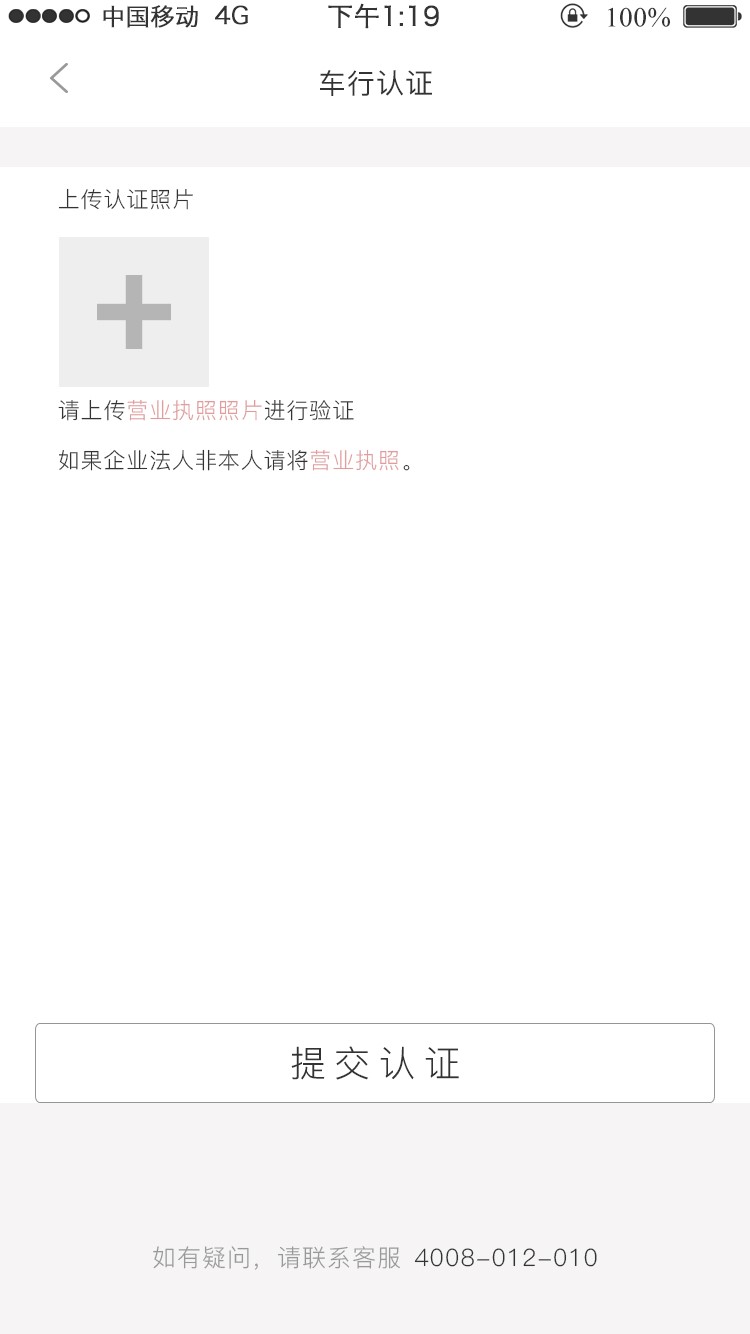 中国移动 4G 下午1:19 100%
车行认证
上传认证照片
请上传营业执照照片进行验证
如果企业法人非本人请将营业执照。
提交认证
如有疑问，请联系客服 4008-012-010